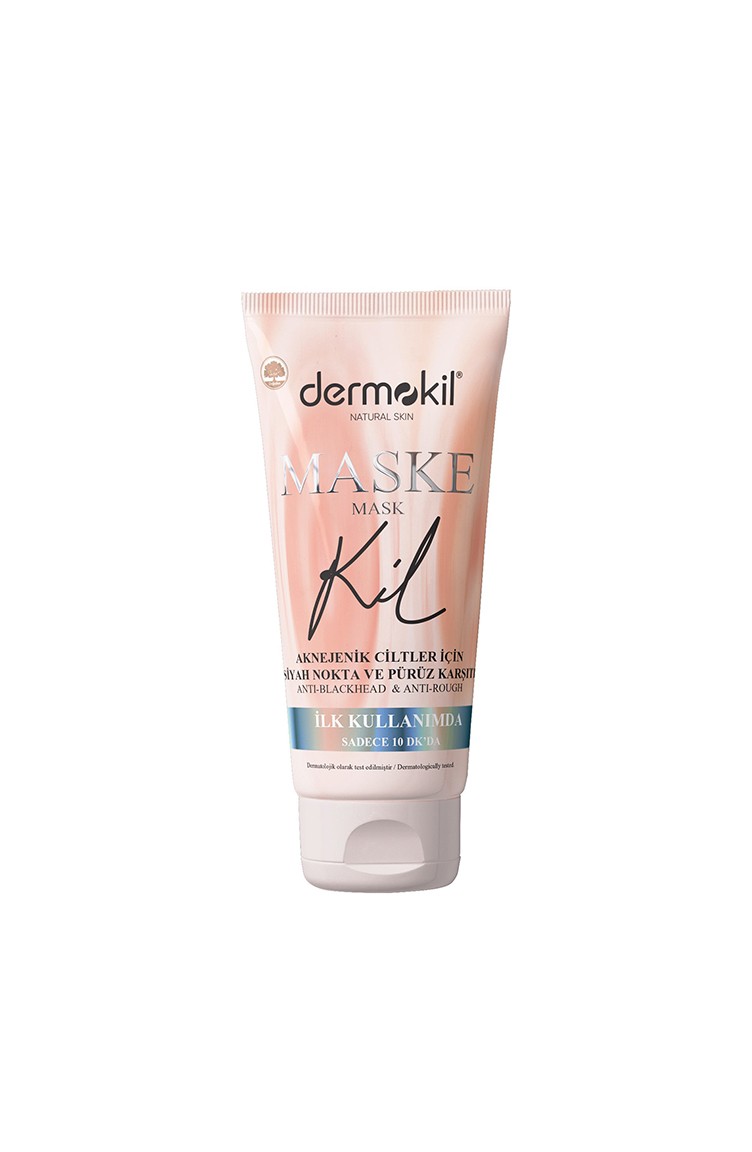 dermokil®
NATURAL SKIN
MASKE
MASK
Kil
AKNEJENİK CİLTLER İÇİN
SİYAH NOKTA VE PÜRÜZ KARŞITI
ANTI-BLACKHEAD & ANTI-ROUGH
İLK KULLANIMDA
SADECE 10 DK'DA
Dermatolojik olarak test edilmiştir / Dermatologically tested